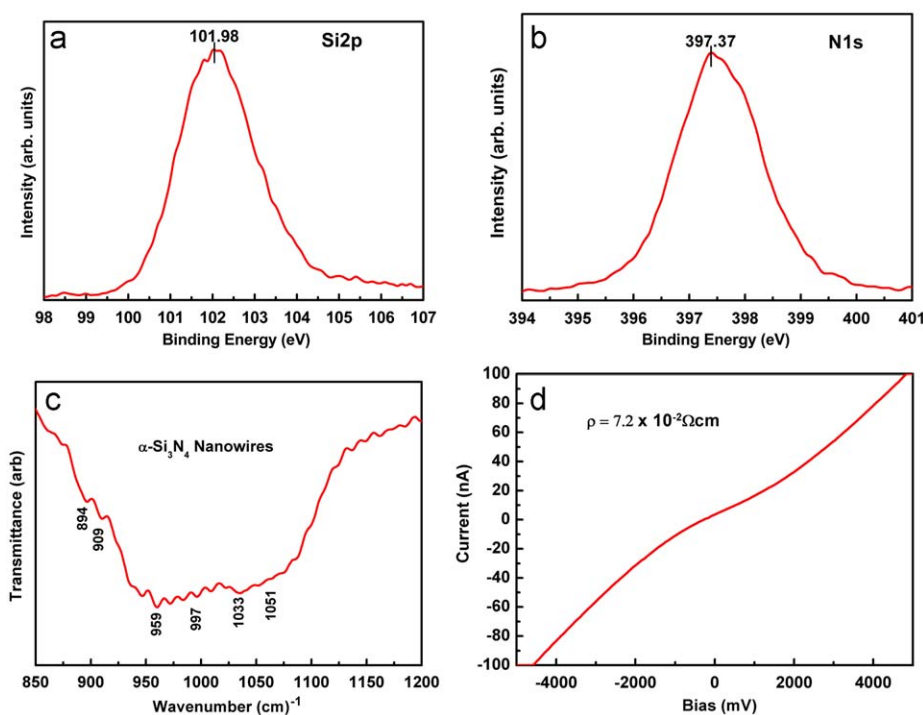 a
101.98
Si2p
Intensity (arb. units)
98 99 100 101 102 103 104 105 106 107
Binding Energy (eV)
b
397.37
N1s
Intensity (arb. units)
394 395 396 397 398 399 400 401
Binding Energy (eV)
c
α-Si₃N₄ Nanowires
Transmittance (arb)
894
909
959
997
1033
1051
850 900 950 1000 1050 1100 1150 1200
Wavenumber (cm)⁻¹
d
ρ = 7.2 x 10⁻²Ωcm
Current (nA)
100
80
60
40
20
0
-20
-40
-60
-80
-100
-4000 -2000 0 2000 4000
Bias (mV)